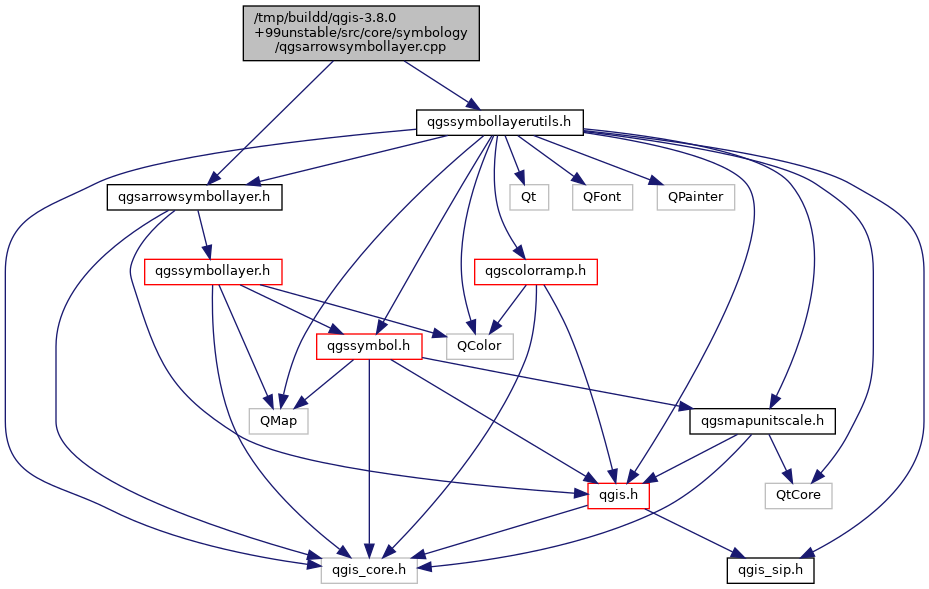 /tmp/buildd/qgis-3.8.0
+99unstable/src/core/symbology
/qgsarrowsymbollayer.cpp
qgssymbollayerutils.h
qgsarrowsymbollayer.h
Qt
QFont
QPainter
qgssymbollayer.h
qgscolorramp.h
qgssymbol.h
QColor
QMap
qgsmapunitscale.h
qgis.h
QtCore
qgis_core.h
qgis_sip.h